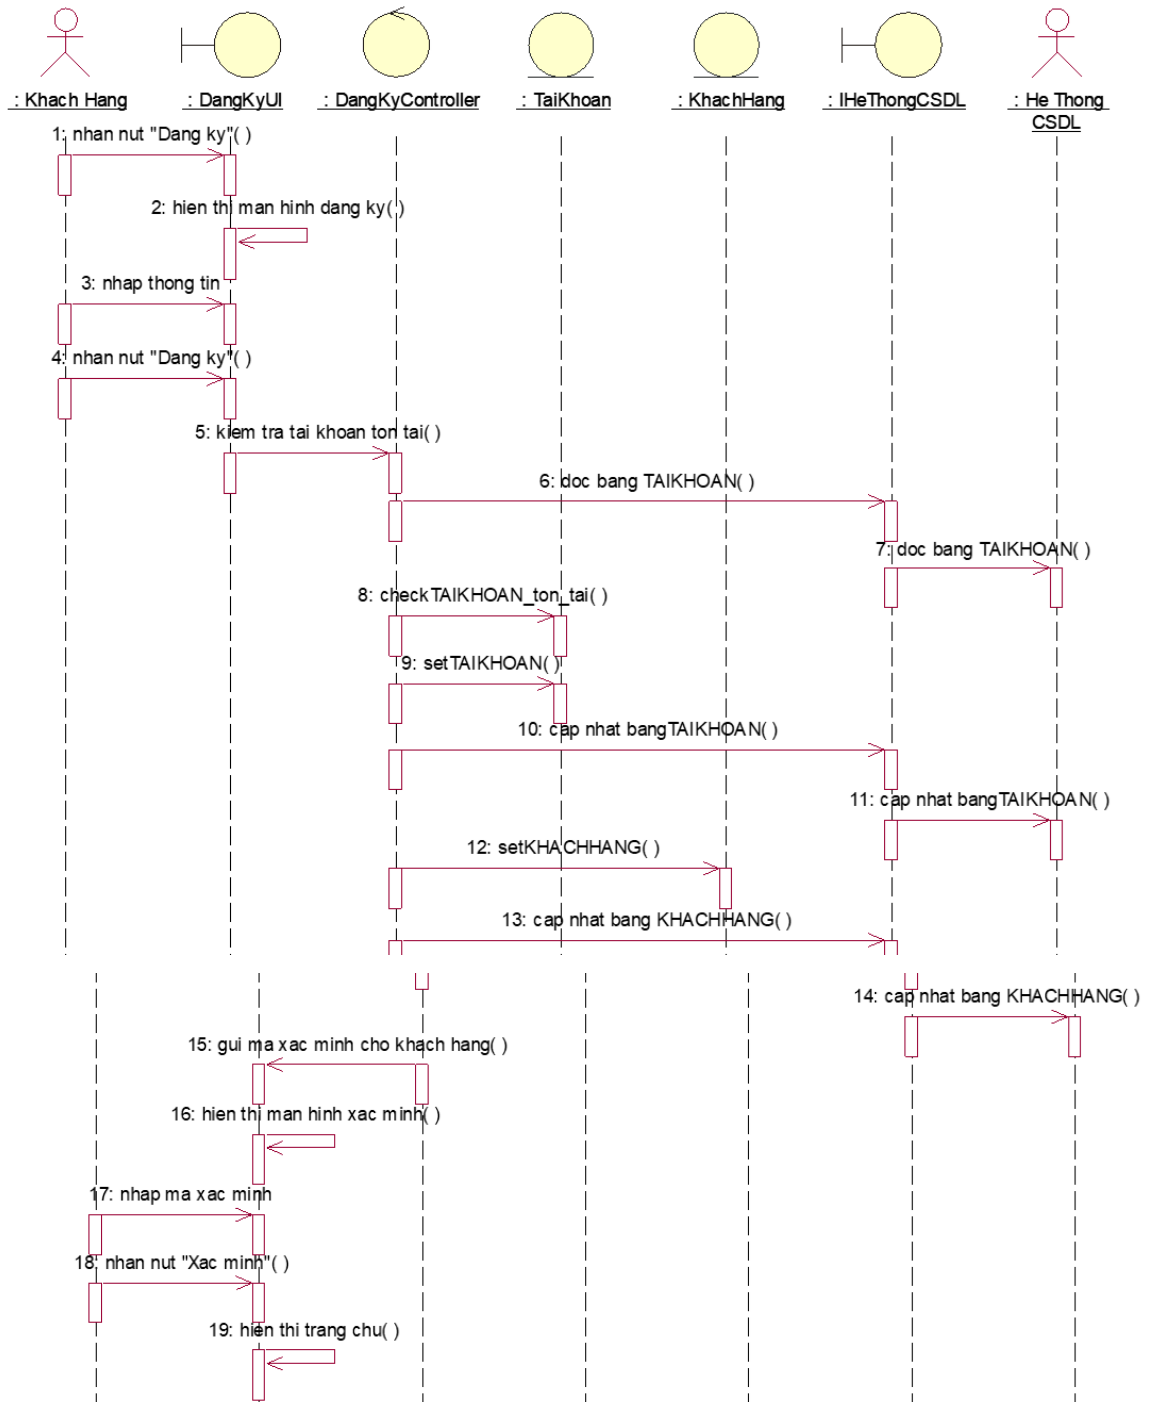 : Khach Hang
: DangKyUI
: DangKyController
: TaiKhoan
: KhachHang
: IHeThongCSDL
: He Thong
CSDL
1: nhan nut "Dang ky"( )
2: hien thi man hinh dang ky( )
3: nhap thong tin
4: nhan nut "Dang ky"( )
5: kiem tra tai khoan ton tai( )
6: doc bang TAIKHOAN( )
7: doc bang TAIKHOAN( )
8: checkTAIKHOAN_ton_tai( )
9: setTAIKHOAN( )
10: cap nhat bangTAIKHOAN( )
11: cap nhat bangTAIKHOAN( )
12: setKHACHHANG( )
13: cap nhat bang KHACHHANG( )
14: cap nhat bang KHACHHANG( )
15: gui ma xac minh cho khach hang( )
16: hien thi man hinh xac minh( )
17: nhap ma xac minh
18: nhan nut "Xac minh"( )
19: hien thi trang chu( )